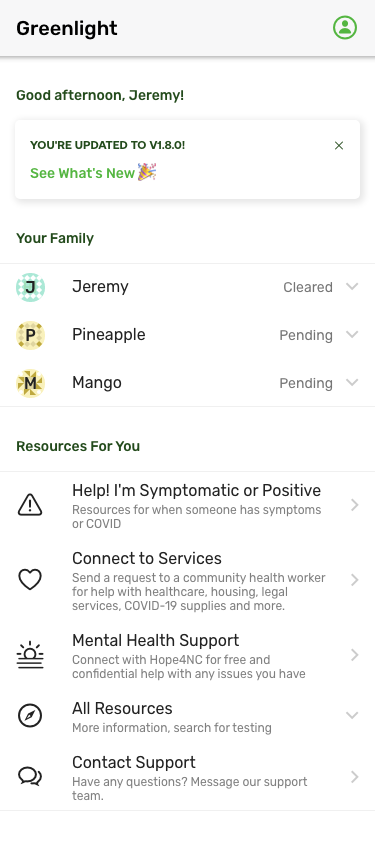 Greenlight
Good afternoon, Jeremy!
YOU'RE UPDATED TO V1.8.0!
See What's New 🎉
Your Family
J Jeremy Cleared
P Pineapple Pending
M Mango Pending
Resources For You
Help! I'm Symptomatic or Positive
Resources for when someone has symptoms
or COVID
Connect to Services
Send a request to a community health worker
for help with healthcare, housing, legal
services, COVID-19 supplies and more.
Mental Health Support
Connect with Hope4NC for free and
confidential help with any issues you have
All Resources
More information, search for testing
Contact Support
Have any questions? Message our support
team.